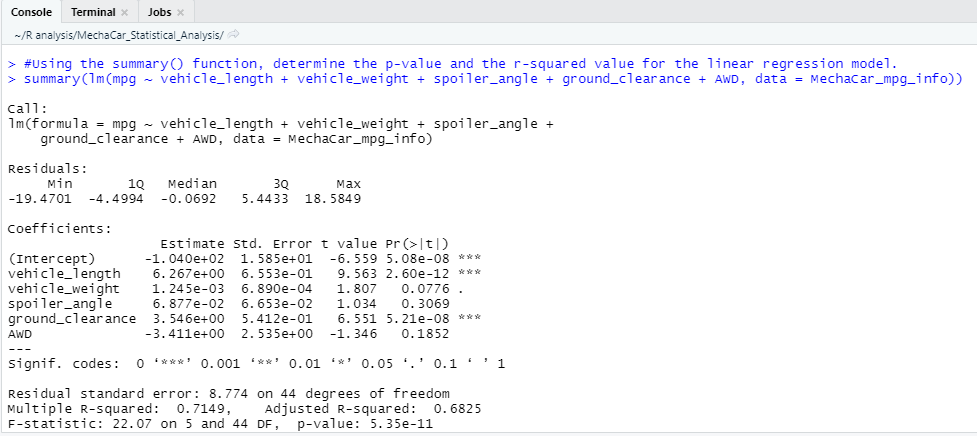 Console Terminal × Jobs ×
~/R analysis/MechaCar_Statistical_Analysis/
> #Using the summary() function, determine the p-value and the r-squared value for the linear regression model.
> summary(lm(mpg ~ vehicle_length + vehicle_weight + spoiler_angle + ground_clearance + AWD, data = MechaCar_mpg_info))
Call:
lm(formula = mpg ~ vehicle_length + vehicle_weight + spoiler_angle +
    ground_clearance + AWD, data = MechaCar_mpg_info)
Residuals:
     Min       1Q   Median       3Q      Max
-19.4701  -4.4994  -0.0692   5.4433  18.5849
Coefficients:
                   Estimate Std. Error t value Pr(>|t|)
(Intercept)      -1.040e+02  1.585e+01  -6.559 5.08e-08 ***
vehicle_length    6.267e+00  6.553e-01   9.563 2.60e-12 ***
vehicle_weight    1.245e-03  6.890e-04   1.807   0.0776 .
spoiler_angle     6.877e-02  6.653e-02   1.034   0.3069
ground_clearance  3.546e+00  5.412e-01   6.551 5.21e-08 ***
AWD              -3.411e+00  2.535e+00  -1.346   0.1852
---
Signif. codes:  0 ‘***’ 0.001 ‘**’ 0.01 ‘*’ 0.05 ‘.’ 0.1 ‘ ’ 1
Residual standard error: 8.774 on 44 degrees of freedom
Multiple R-squared:  0.7149,    Adjusted R-squared:  0.6825
F-statistic: 22.07 on 5 and 44 DF,  p-value: 5.35e-11